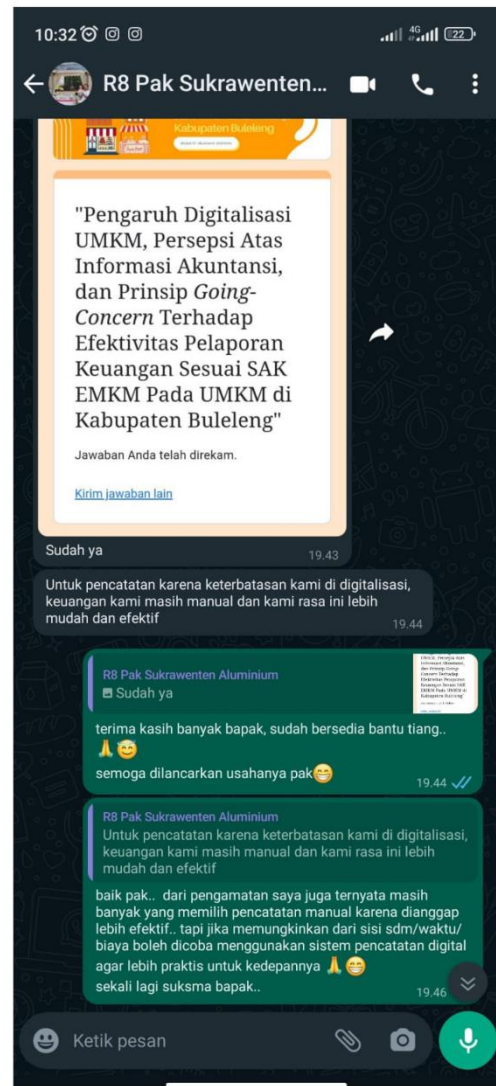 10:32
4G
22
R8 Pak Sukrawenten...
Kabupaten Buleleng
"Pengaruh Digitalisasi
UMKM, Persepsi Atas
Informasi Akuntansi,
dan Prinsip Going-
Concern Terhadap
Efektivitas Pelaporan
Keuangan Sesuai SAK
EMKM Pada UMKM di
Kabupaten Buleleng"
Jawaban Anda telah direkam.
Kirim jawaban lain
Sudah ya
19.43
Untuk pencatatan karena keterbatasan kami di digitalisasi,
keuangan kami masih manual dan kami rasa ini lebih
mudah dan efektif
19.44
R8 Pak Sukrawenten Aluminium
Sudah ya
terima kasih banyak bapak, sudah bersedia bantu tiang..
🙏😅
semoga dilancarkan usahanya pak😁
19.44
R8 Pak Sukrawenten Aluminium
Untuk pencatatan karena keterbatasan kami di digitalisasi,
keuangan kami masih manual dan kami rasa ini lebih
mudah dan efektif
baik pak.. dari pengamatan saya juga ternyata masih
banyak yang memilih pencatatan manual karena dianggap
lebih efektif.. tapi jika memungkinkan dari sisi sdm/waktu/
biaya boleh dicoba menggunakan sistem pencatatan digital
agar lebih praktis untuk kedepannya 🙏😁
sekali lagi suksma bapak..
19.46
Ketik pesan